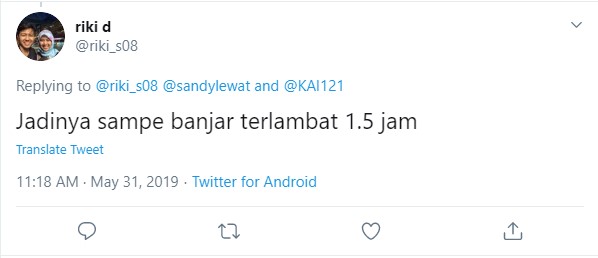 riki d
@riki_s08
Replying to @riki_s08 @sandylewat and @KAI121
Jadinya sampe banjar terlambat 1.5 jam
Translate Tweet
11:18 AM · May 31, 2019 · Twitter for Android